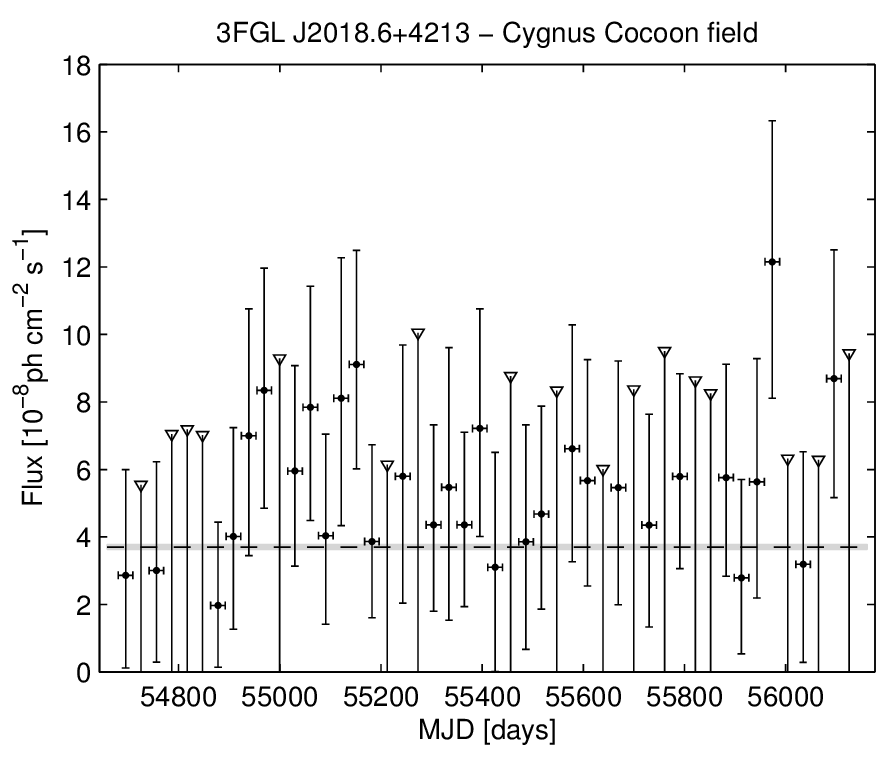 3FGL J2018.6+4213 − Cygnus Cocoon field
Flux [10⁻⁸ph cm⁻² s⁻¹]
18
16
14
12
10
8
6
4
2
0
54800 55000 55200 55400 55600 55800 56000
MJD [days]